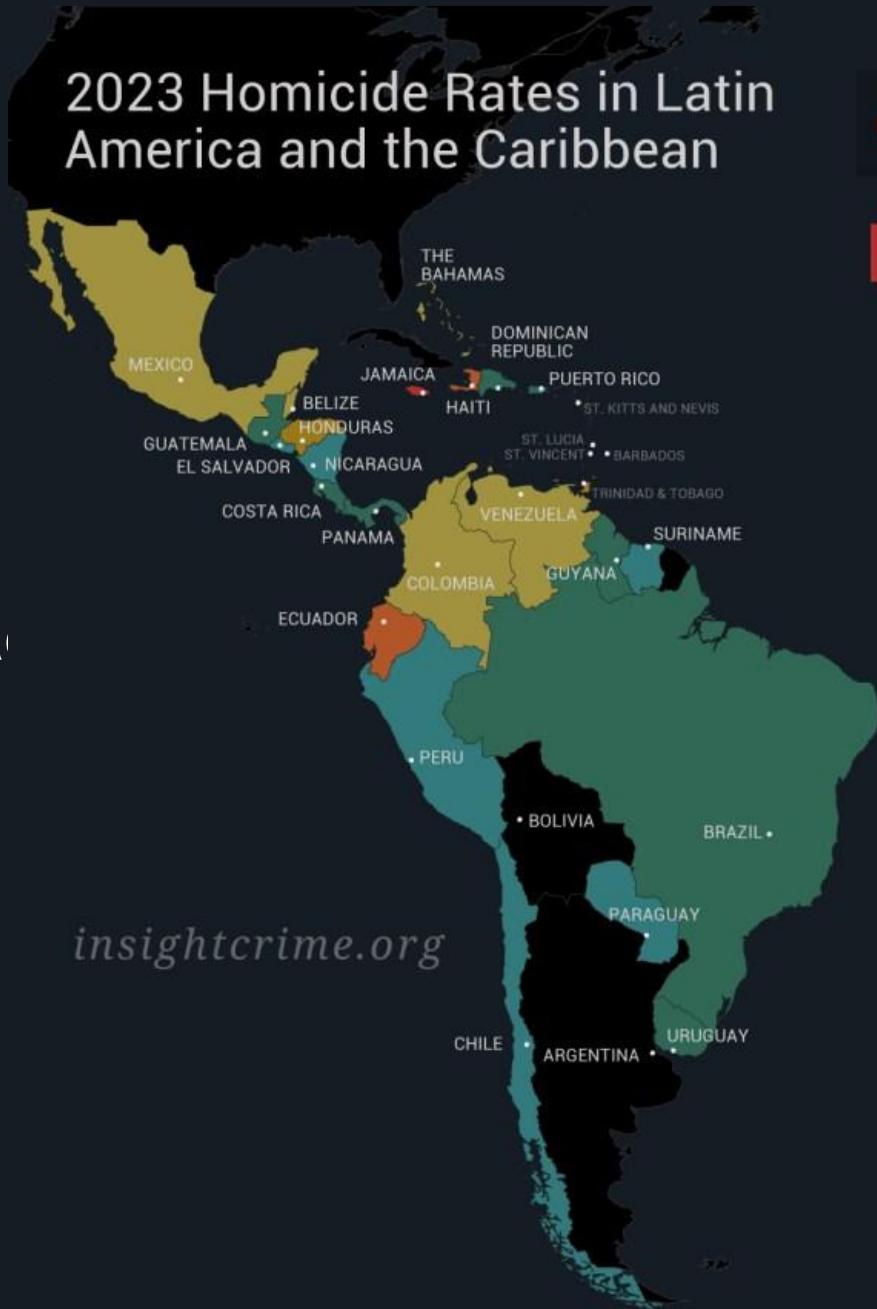 2023 Homicide Rates in Latin
America and the Caribbean
THE
BAHAMAS
DOMINICAN
REPUBLIC
MEXICO
JAMAICA
PUERTO RICO
HAITI
BELIZE
ST. KITTS AND NEVIS
HONDURAS
GUATEMALA
ST. LUCIA
ST. VINCENT
BARBADOS
EL SALVADOR
NICARAGUA
TRINIDAD & TOBAGO
COSTA RICA
VENEZUELA
PANAMA
SURINAME
GUYANA
COLOMBIA
ECUADOR
PERU
BOLIVIA
BRAZIL
PARAGUAY
insightcrime.org
URUGUAY
CHILE
ARGENTINA